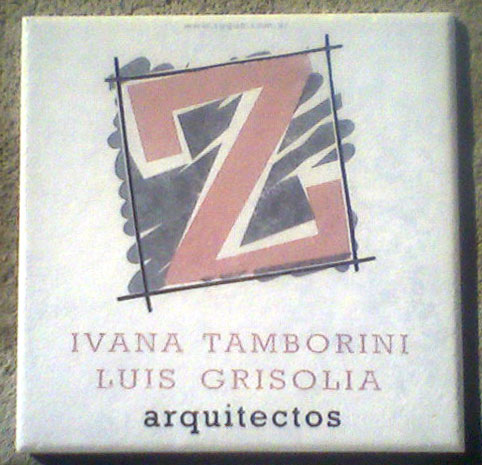 Z
IVANA TAMBORINI
LUIS GRISOLIA
arquitectos